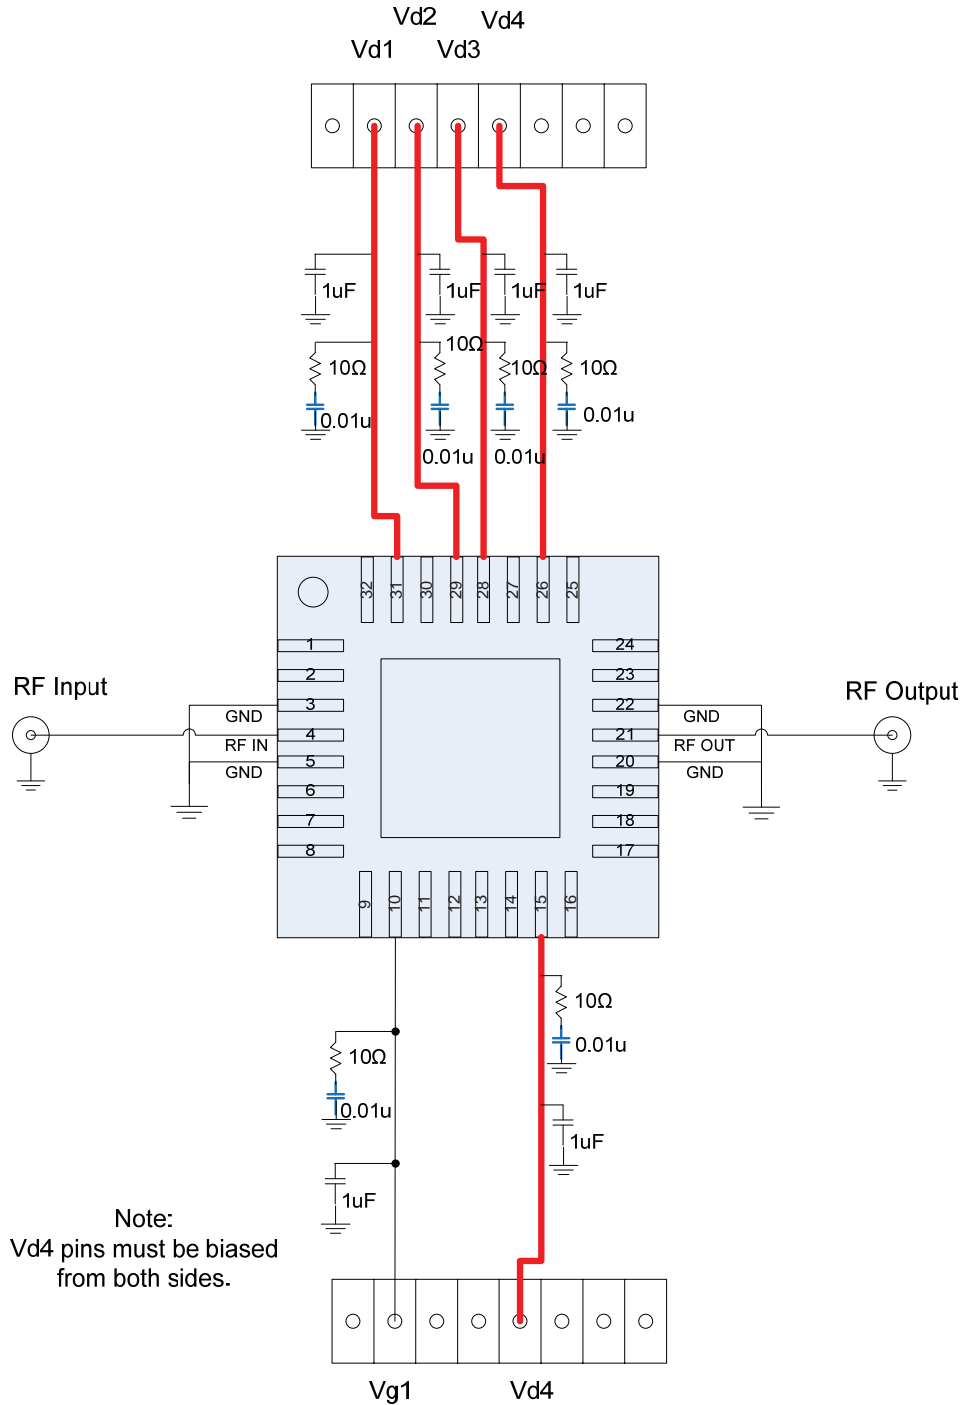 Vd2
Vd4
Vd1
Vd3
1uF
1uF
1uF
1uF
10Ω
10Ω
10Ω
10Ω
0.01u
0.01u
0.01u
0.01u
32
31
30
29
28
27
26
25
1
24
2
23
RF Input
RF Output
3
22
GND
GND
4
21
RF IN
RF OUT
5
20
GND
GND
6
19
7
18
8
17
9
10
11
12
13
14
15
16
10Ω
0.01u
10Ω
0.01u
1uF
1uF
Note:
Vd4 pins must be biased
from both sides.
Vg1
Vd4